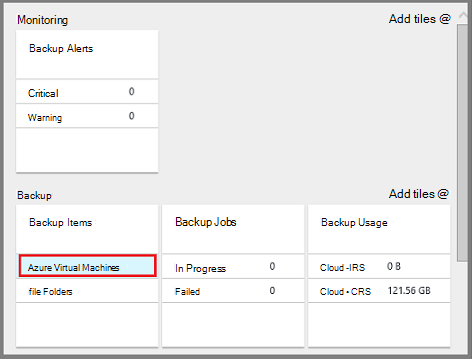 Monitoring
Add tiles @
Backup Alerts
Critical 0
Warning 0
Backup
Add tiles @
Backup Items
Azure Virtual Machines
file Folders
Backup Jobs
In Progress 0
Failed 0
Backup Usage
Cloud -IRS 0 B
Cloud • CRS 121.56 GB